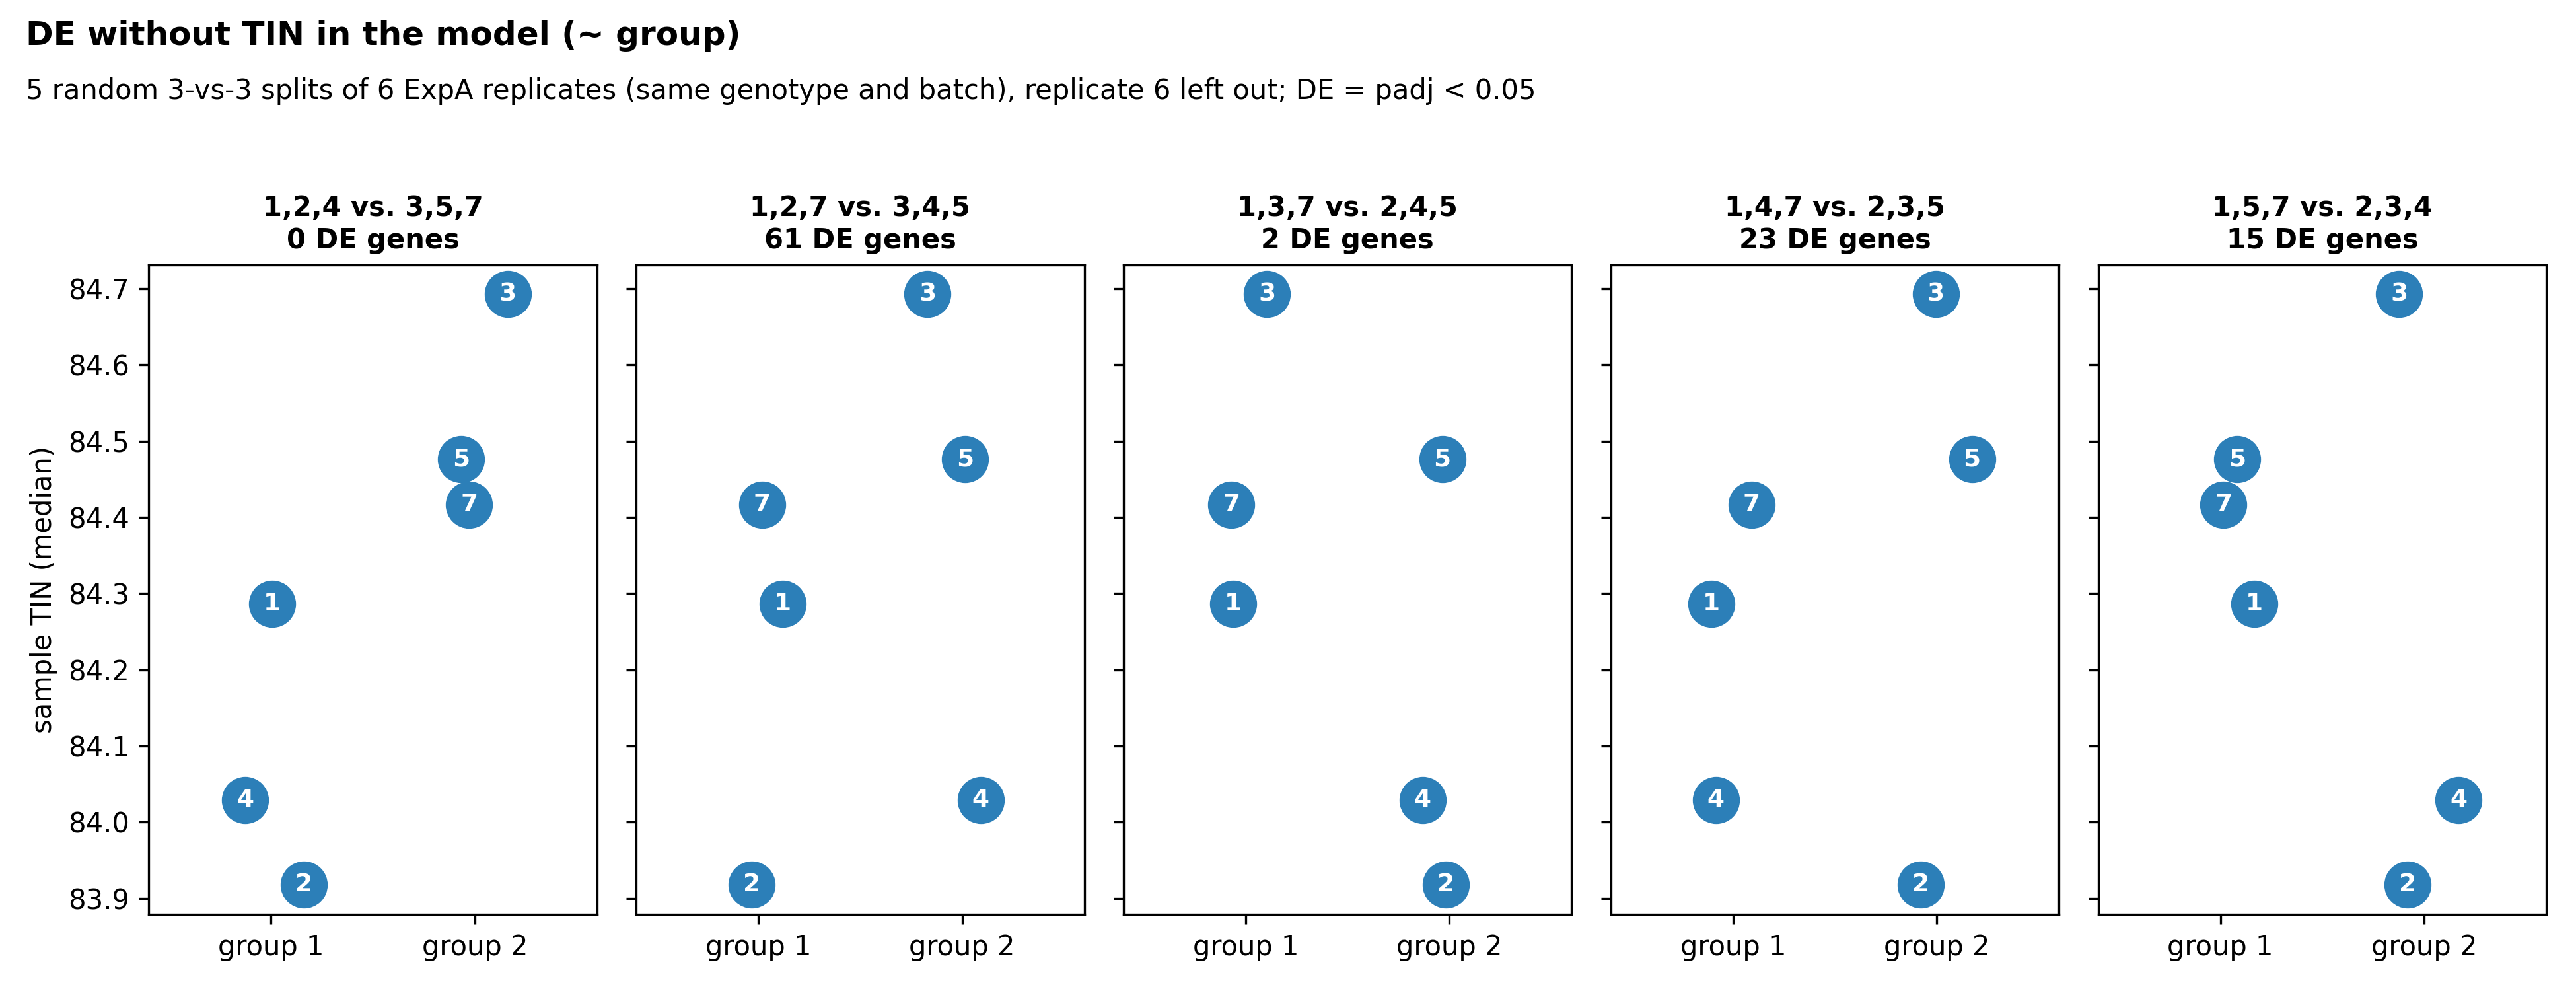 DE without TIN in the model (~ group)
5 random 3-vs-3 splits of 6 ExpA replicates (same genotype and batch), replicate 6 left out; DE = padj < 0.05
1,2,4 vs. 3,5,7
0 DE genes
1,2,7 vs. 3,4,5
61 DE genes
1,3,7 vs. 2,4,5
2 DE genes
1,4,7 vs. 2,3,5
23 DE genes
1,5,7 vs. 2,3,4
15 DE genes
sample TIN (median)
84.7
84.6
84.5
84.4
84.3
84.2
84.1
84.0
83.9
3
5
7
1
4
2
group 1
group 2
3
5
7
1
4
2
group 1
group 2
3
5
7
1
4
2
group 1
group 2
3
5
7
1
4
2
group 1
group 2
3
5
7
1
4
2
group 1
group 2